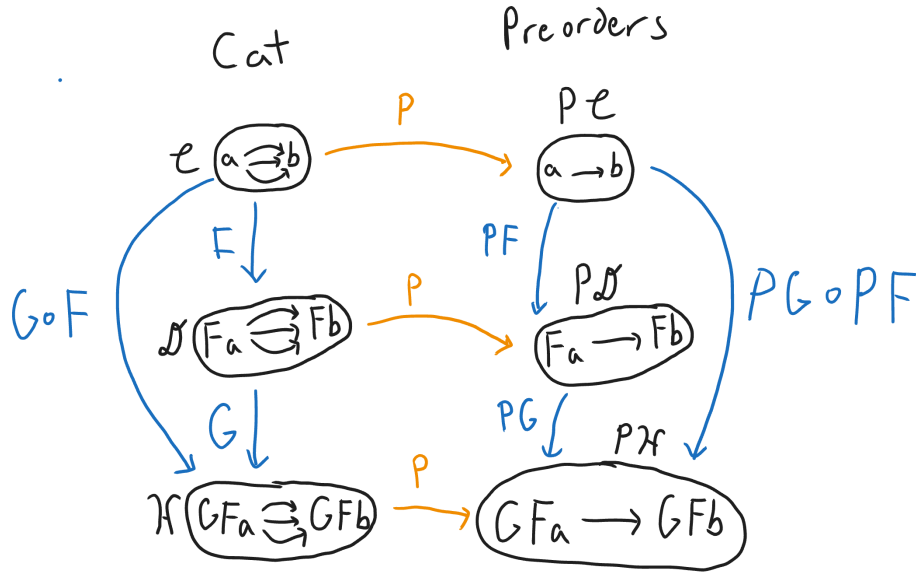 Cat
Preorders
P
P𝒞
𝒞 a b
a b
F
PF
G∘F
P
P𝒟
PG∘PF
𝒟 Fa Fb
Fa Fb
G
PG
P
Pℋ
ℋ GFa GFb
GFa GFb